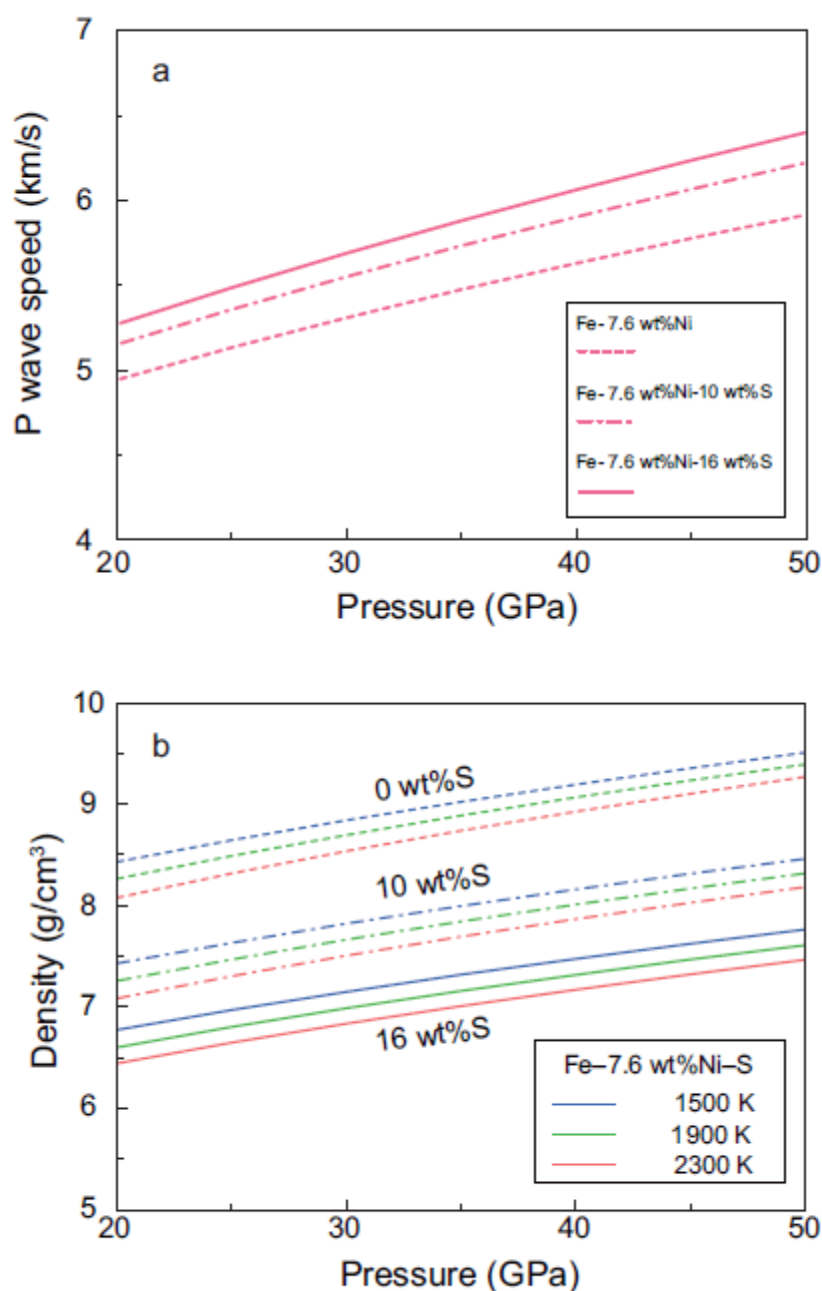 a
7
6
5
4
P wave speed (km/s)
Fe- 7.6 wt%Ni
Fe- 7.6 wt%Ni-10 wt%S
Fe- 7.6 wt%Ni-16 wt%S
20
30
40
50
Pressure (GPa)
b
10
9
8
7
6
5
Density (g/cm³)
0 wt%S
10 wt%S
16 wt%S
Fe–7.6 wt%Ni–S
1500 K
1900 K
2300 K
20
30
40
50
Pressure (GPa)